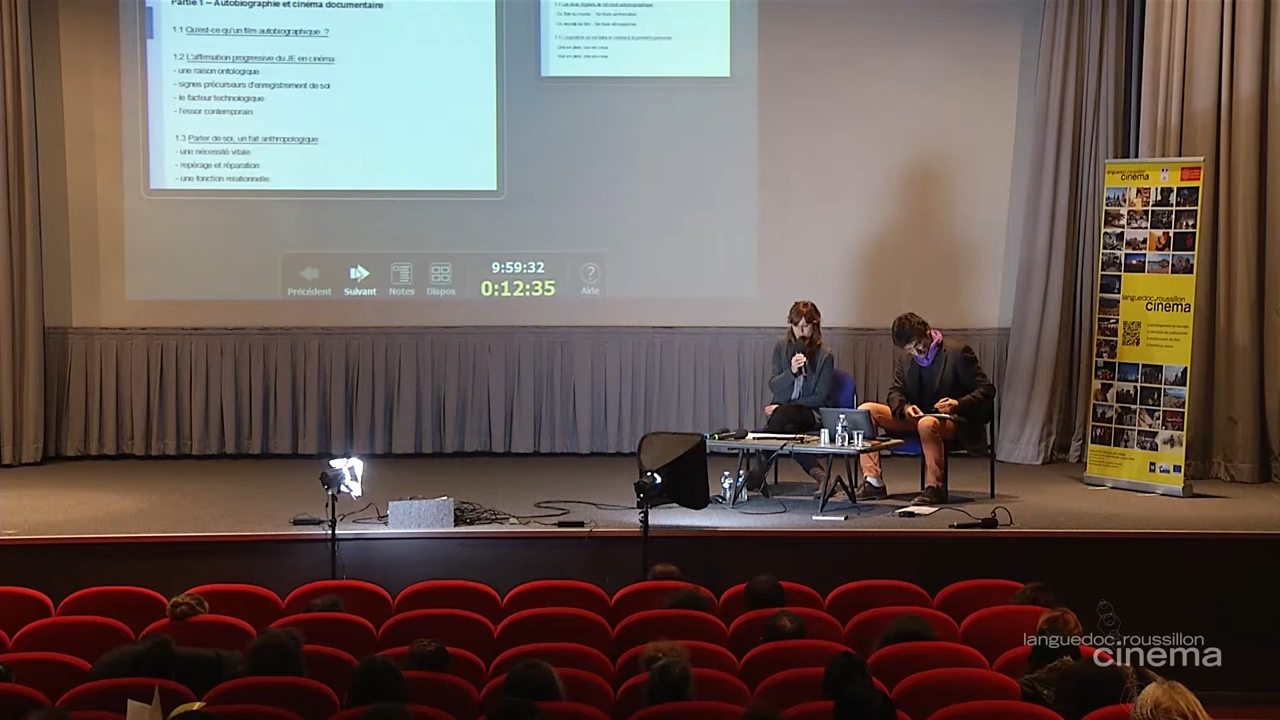 Partie 1 – Autobiographie et cinéma documentaire
1.1 Qu'est-ce qu'un film autobiographique ?
1.2 L'affirmation progressive du JE en cinéma
- une raison ontologique
- signes précurseurs d'enregistrement de soi
- le facteur technologique
- l'essor contemporain
1.3 Parler de soi, un fait anthropologique
- une nécessité vitale
- repérage et réparation
- une fonction relationnelle
Précédent
Suivant
Notes
Diapos
9:59:32
0:12:35
Aide
languedoc roussillon
cinéma
languedoc roussillon
cinéma
languedoc roussillon
cinéma